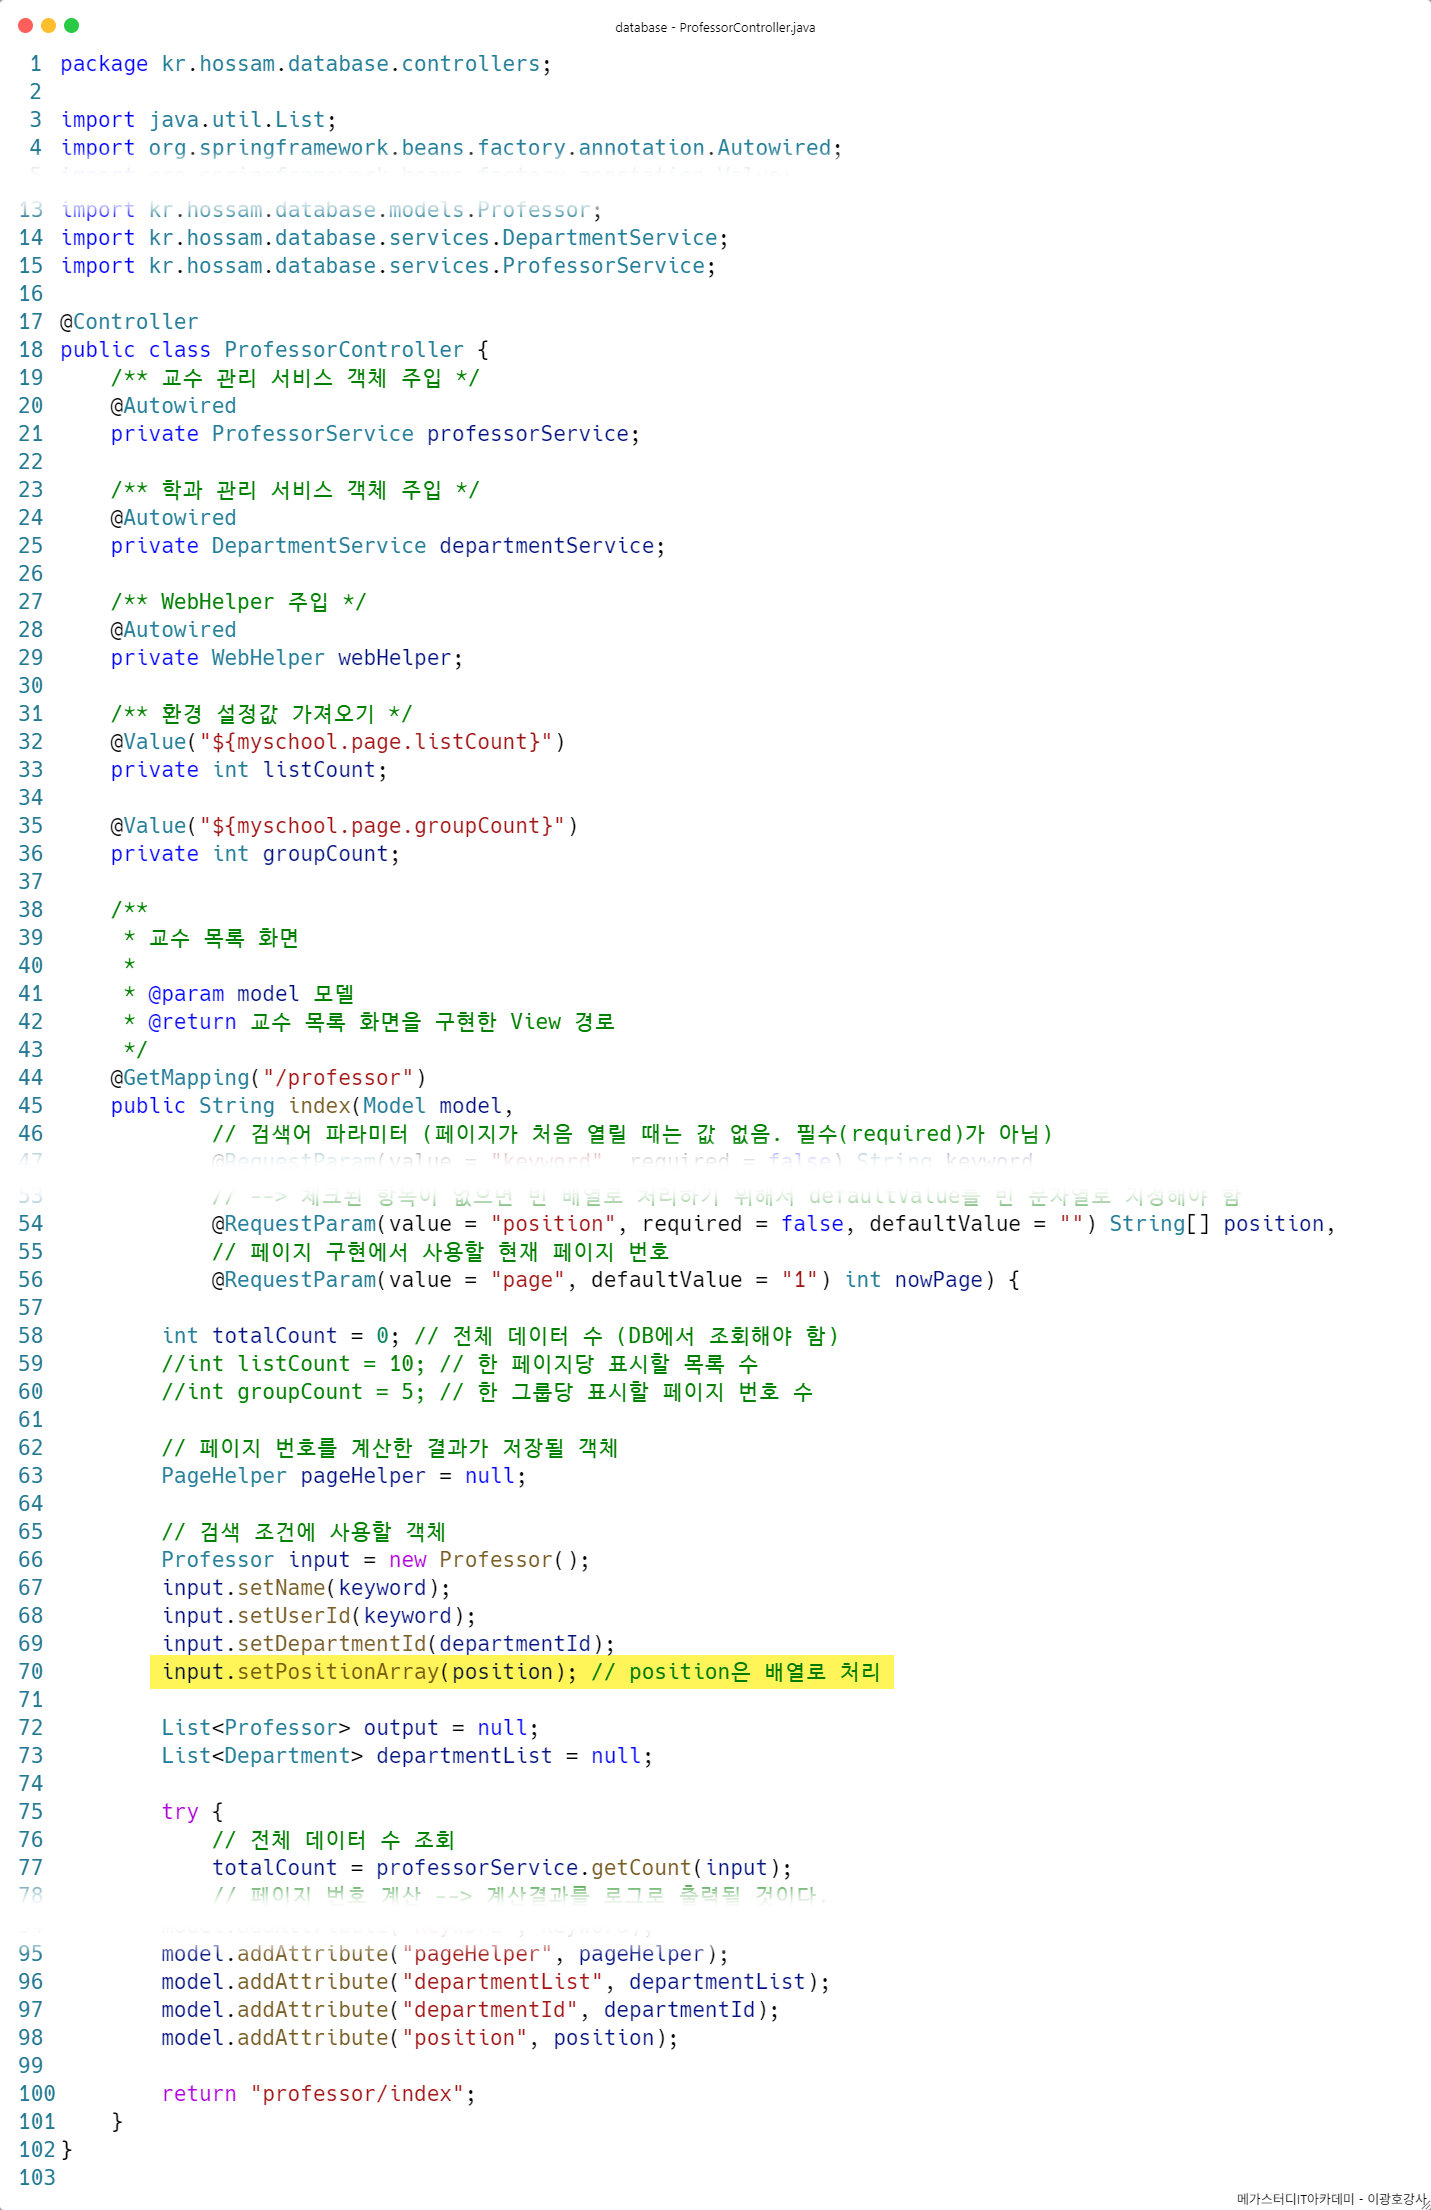 database - ProfessorController.java
1 package kr.hossam.database.controllers;
2
3 import java.util.List;
4 import org.springframework.beans.factory.annotation.Autowired;
13 import kr.hossam.database.models.Professor;
14 import kr.hossam.database.services.DepartmentService;
15 import kr.hossam.database.services.ProfessorService;
16
17 @Controller
18 public class ProfessorController {
19     /** 교수 관리 서비스 객체 주입 */
20     @Autowired
21     private ProfessorService professorService;
22
23     /** 학과 관리 서비스 객체 주입 */
24     @Autowired
25     private DepartmentService departmentService;
26
27     /** WebHelper 주입 */
28     @Autowired
29     private WebHelper webHelper;
30
31     /** 환경 설정값 가져오기 */
32     @Value("${myschool.page.listCount}")
33     private int listCount;
34
35     @Value("${myschool.page.groupCount}")
36     private int groupCount;
37
38     /**
39      * 교수 목록 화면
40      *
41      * @param model 모델
42      * @return 교수 목록 화면을 구현한 View 경로
43      */
44     @GetMapping("/professor")
45     public String index(Model model,
46             // 검색어 파라미터 (페이지가 처음 열릴 때는 값 없음. 필수(required)가 아님)
47             @RequestParam(value = "keyword", required = false) String keyword
53             // --> 체크된 항목이 없으면 빈 배열로 처리하기 위해서 defaultValue를 빈 문자열로 지정해야 함
54             @RequestParam(value = "position", required = false, defaultValue = "") String[] position,
55             // 페이지 구현에서 사용할 현재 페이지 번호
56             @RequestParam(value = "page", defaultValue = "1") int nowPage) {
57
58         int totalCount = 0; // 전체 데이터 수 (DB에서 조회해야 함)
59         //int listCount = 10; // 한 페이지당 표시할 목록 수
60         //int groupCount = 5; // 한 그룹당 표시할 페이지 번호 수
61
62         // 페이지 번호를 계산한 결과가 저장될 객체
63         PageHelper pageHelper = null;
64
65         // 검색 조건에 사용할 객체
66         Professor input = new Professor();
67         input.setName(keyword);
68         input.setUserId(keyword);
69         input.setDepartmentId(departmentId);
70         input.setPositionArray(position); // position은 배열로 처리
71
72         List<Professor> output = null;
73         List<Department> departmentList = null;
74
75         try {
76             // 전체 데이터 수 조회
77             totalCount = professorService.getCount(input);
78             // 페이지 번호 계산 --> 계산결과를 로그로 출력될 것이다.
95         model.addAttribute("pageHelper", pageHelper);
96         model.addAttribute("departmentList", departmentList);
97         model.addAttribute("departmentId", departmentId);
98         model.addAttribute("position", position);
99
100         return "professor/index";
101     }
102 }
103
메가스터디IT아카데미 - 이광호강사